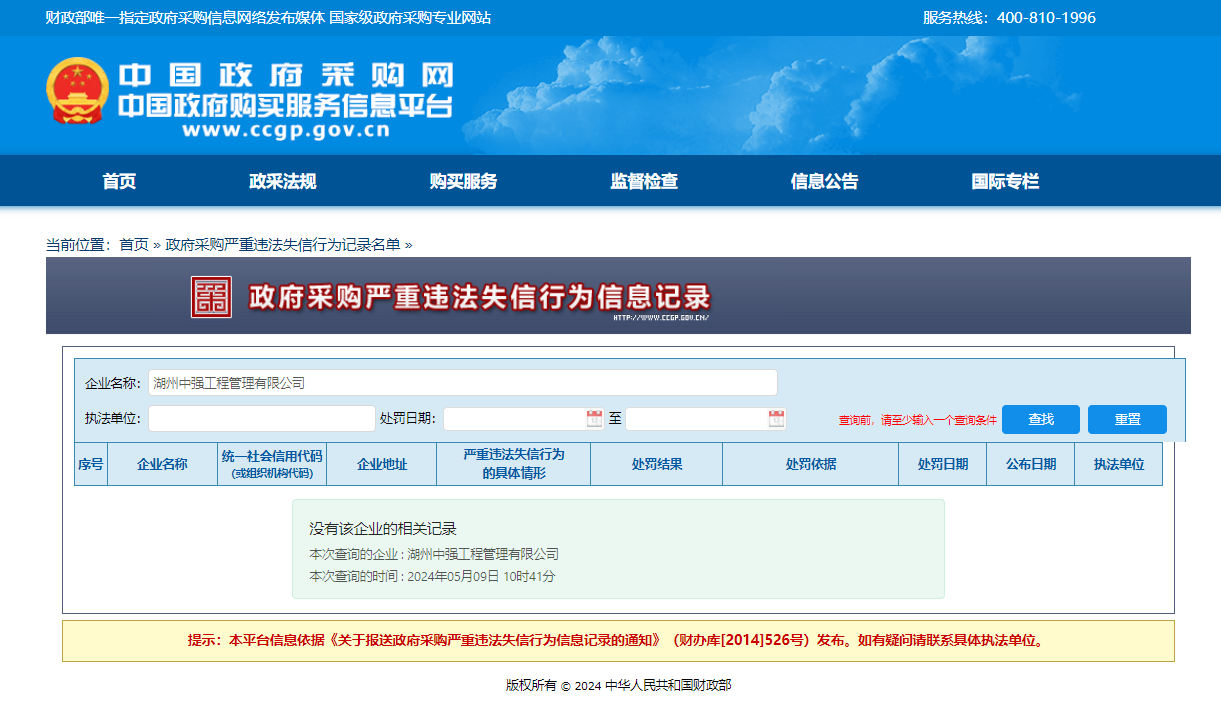 财政部唯一指定政府采购信息网络发布媒体 国家级政府采购专业网站
服务热线：400-810-1996
中国政府采购网
中国政府购买服务信息平台
www.ccgp.gov.cn
首页 政采法规 购买服务 监督检查 信息公告 国际专栏
当前位置：首页 » 政府采购严重违法失信行为记录名单 »
政府采购严重违法失信行为信息记录
HTTP://WWW.CCGP.GOV.CN/
企业名称： 湖州中强工程管理有限公司
执法单位： 处罚日期： 至 查询前，请至少输入一个查询条件 查找 重置
序号 企业名称 统一社会信用代码 (或组织机构代码) 企业地址 严重违法失信行为 的具体情形 处罚结果 处罚依据 处罚日期 公布日期 执法单位
没有该企业的相关记录
本次查询的企业 : 湖州中强工程管理有限公司
本次查询的时间 : 2024年05月09日 10时41分
提示：本平台信息依据《关于报送政府采购严重违法失信行为信息记录的通知》（财办库[2014]526号）发布。如有疑问请联系具体执法单位。
版权所有 © 2024 中华人民共和国财政部